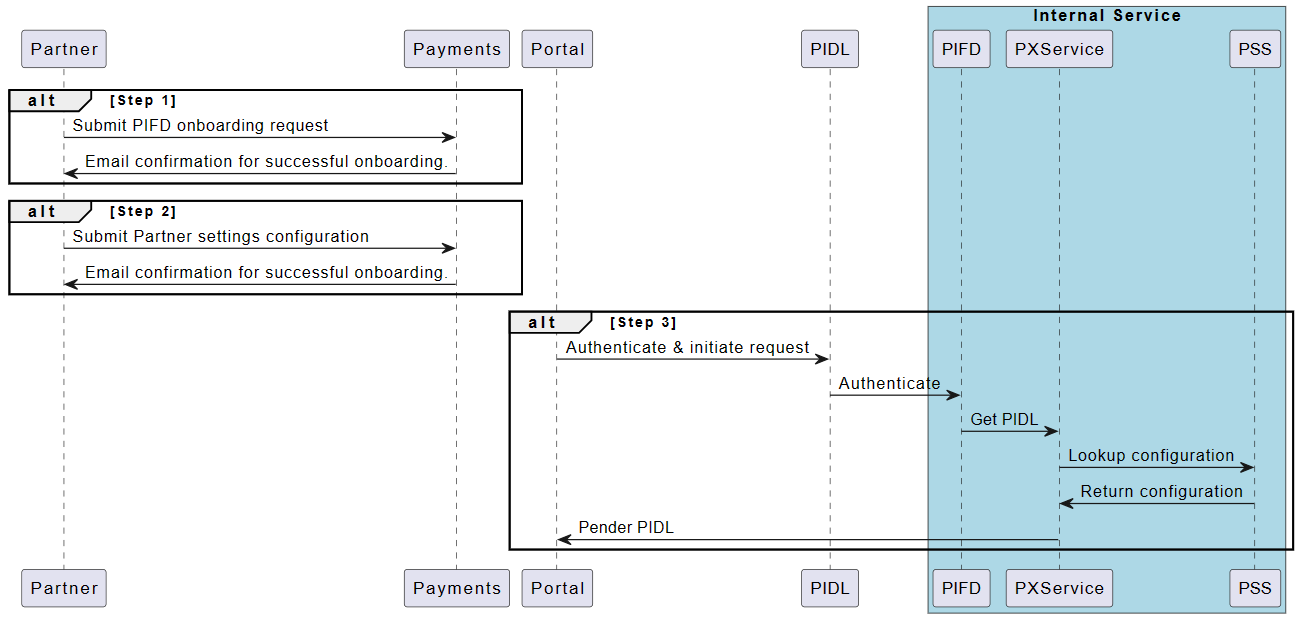 Internal Service
Partner Payments Portal PIDL PIFD PXService PSS
alt [Step 1]
Submit PIFD onboarding request
Email confirmation for successful onboarding.
alt [Step 2]
Submit Partner settings configuration
Email confirmation for successful onboarding.
alt [Step 3]
Authenticate & initiate request
Authenticate
Get PIDL
Lookup configuration
Return configuration
Pender PIDL
Partner Payments Portal PIDL PIFD PXService PSS